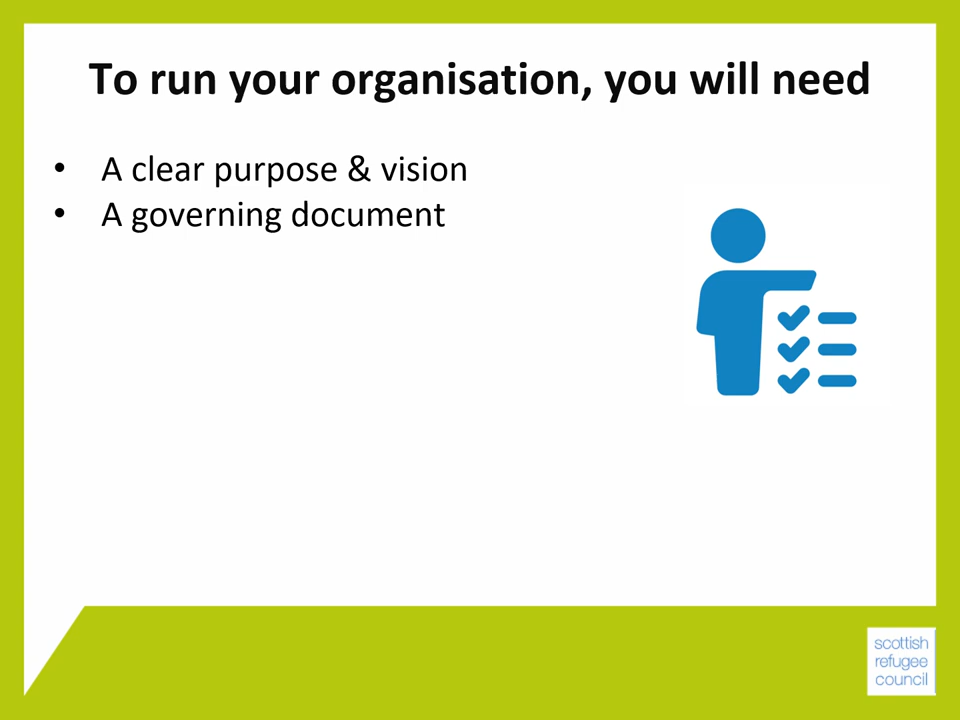 To run your organisation, you will need
• A clear purpose & vision
• A governing document
scottish
refugee
council